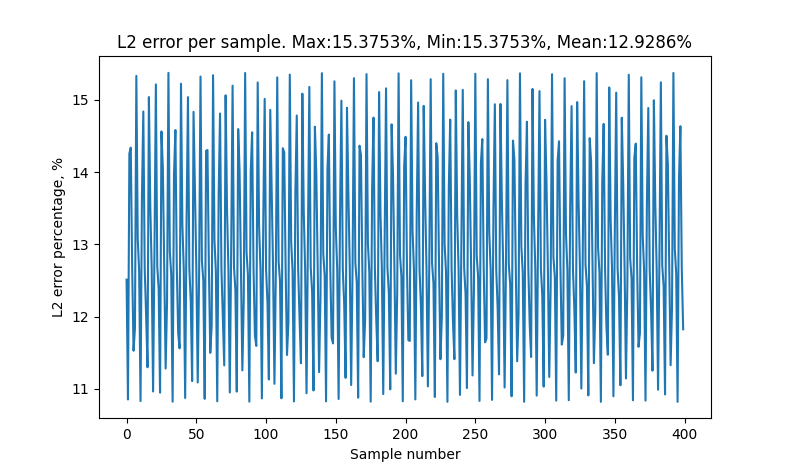 L2 error per sample. Max:15.3753%, Min:15.3753%, Mean:12.9286%
L2 error percentage, %
15
14
13
12
11
0 50 100 150 200 250 300 350 400
Sample number